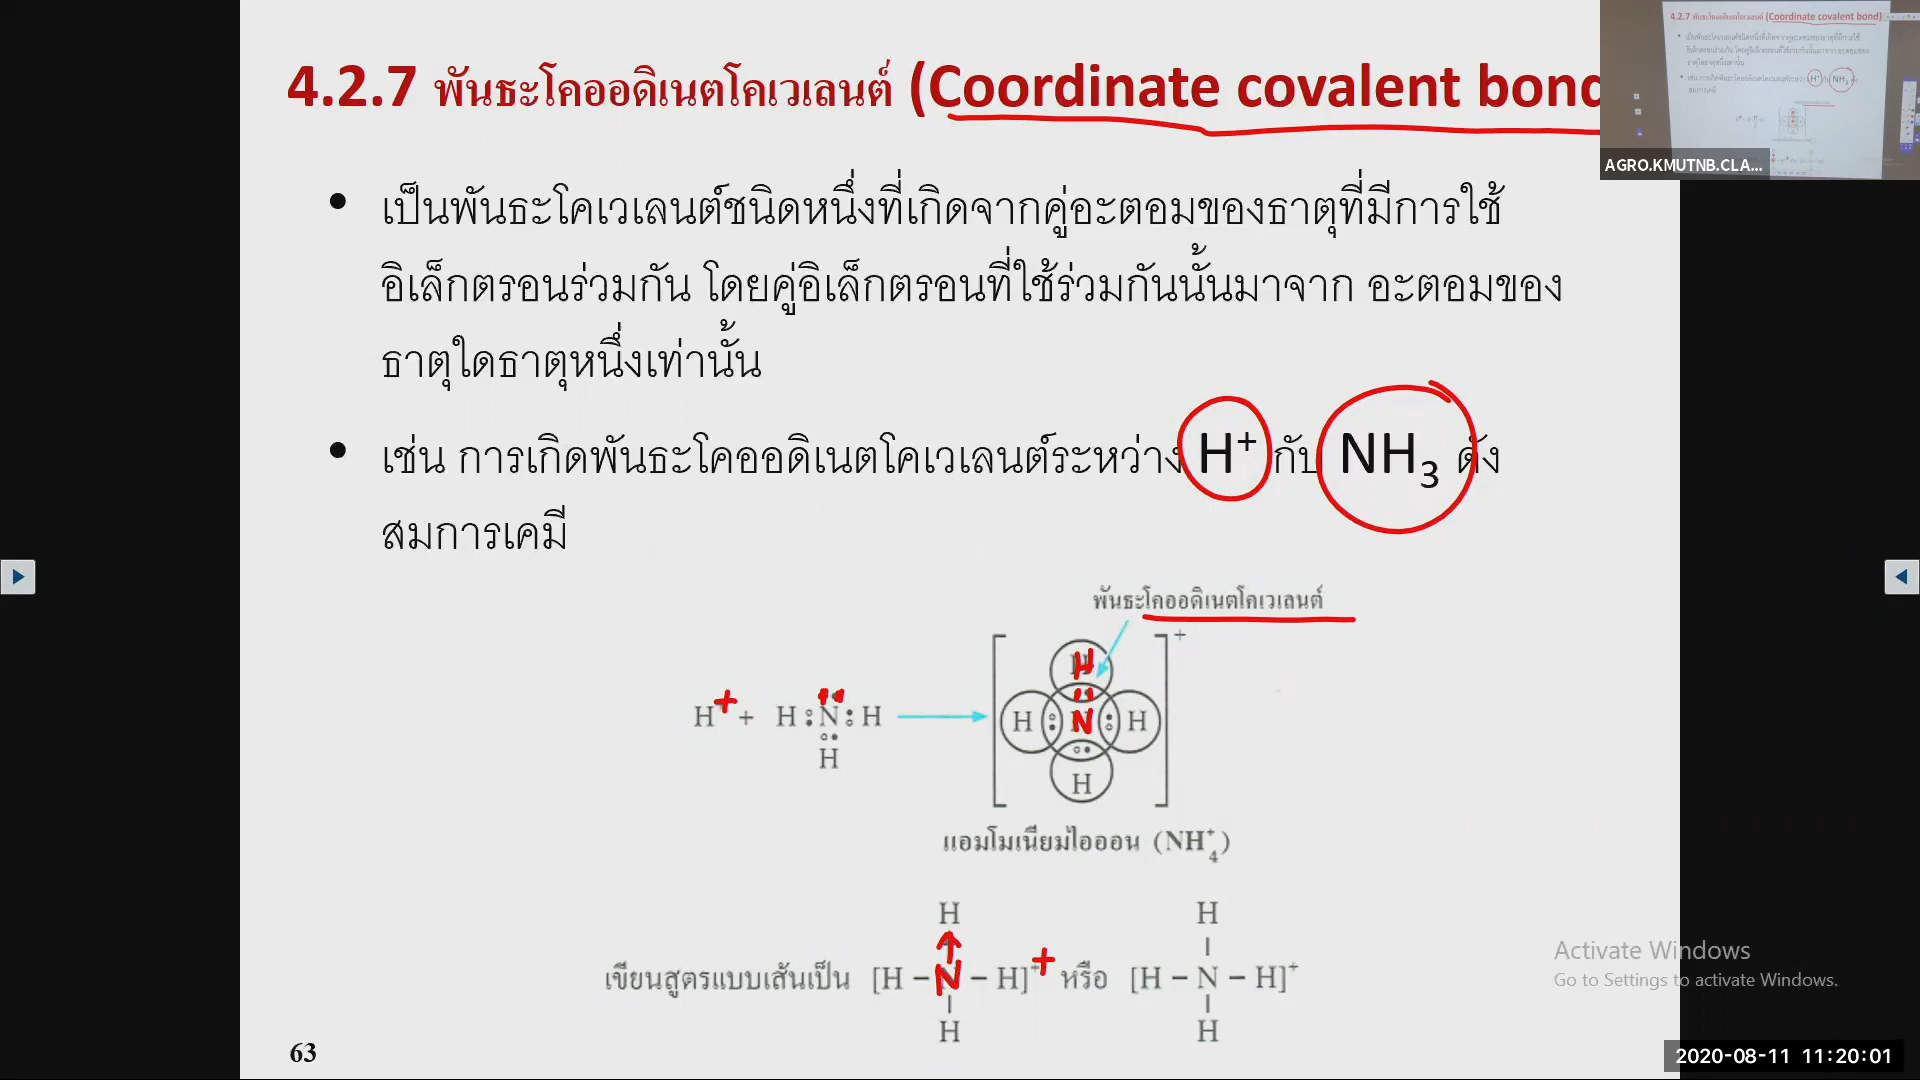 4.2.7 พันธะโคออดิเนตโคเวเลนต์ (Coordinate covalent bond
AGRO.KMUTNB.CLA...
• เป็นพันธะโคเวเลนต์ชนิดหนึ่งที่เกิดจากคู่อะตอมของธาตุที่มีการใช้
อิเล็กตรอนร่วมกัน โดยคู่อิเล็กตรอนที่ใช้ร่วมกันนั้นมาจาก อะตอมของ
ธาตุใดธาตุหนึ่งเท่านั้น
• เช่น การเกิดพันธะโคออดิเนตโคเวเลนต์ระหว่าง H⁺ กับ NH₃ ดัง
สมการเคมี
พันธะโคออดิเนตโคเวเลนต์
H
H⁺ + H:N:H → [H:N:H]⁺
H H
แอมโมเนียมไอออน (NH₄⁺)
H H
เขียนสูตรแบบเส้นเป็น [H – N – H]⁺ หรือ [H – N – H]⁺
H H
Activate Windows
Go to Settings to activate Windows.
63
2020-08-11 11:20:01